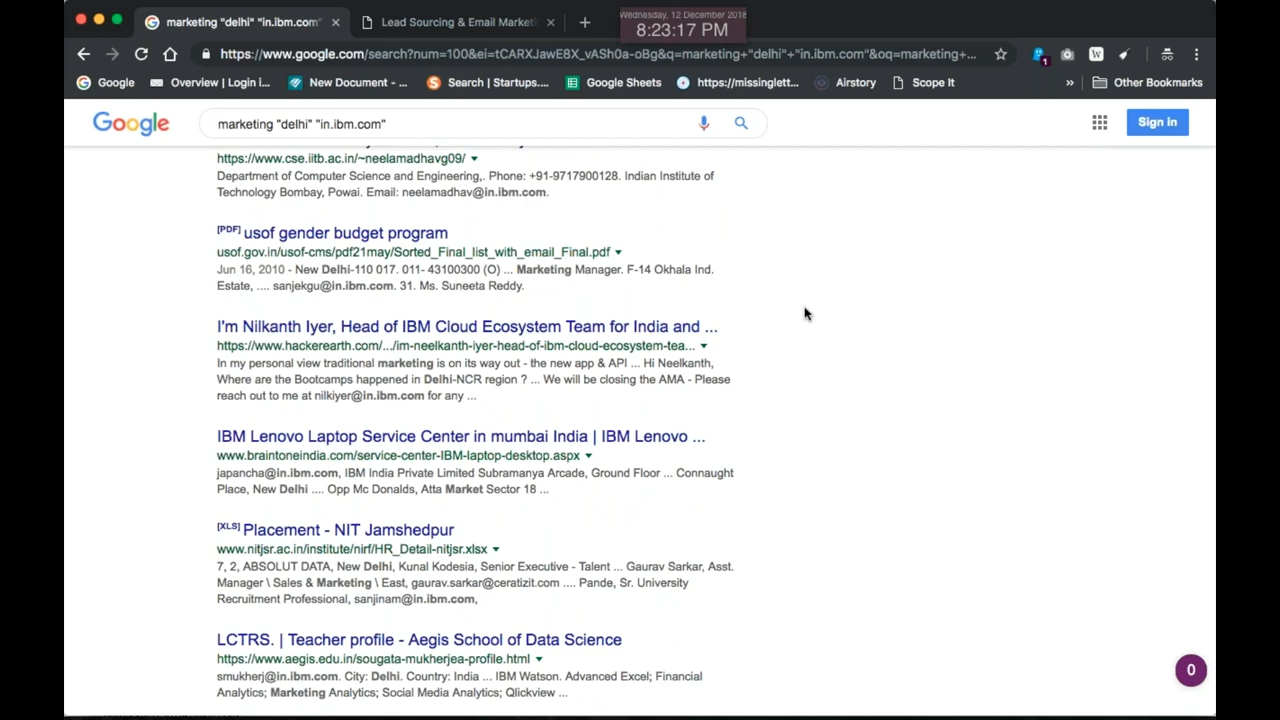 marketing "delhi" "in.ibm.com"
Lead Sourcing & Email Marketi
Wednesday, 12 December 2018
8:23:17 PM
https://www.google.com/search?num=100&ei=tCARXJawE8X_vASh0a-oBg&q=marketing+"delhi"+"in.ibm.com"&oq=marketing+...
1
W
Google
Overview | Login i...
New Document - ...
Search | Startups,...
Google Sheets
https://missinglett...
Airstory
Scope It
»
Other Bookmarks
Google
marketing "delhi" "in.ibm.com"
Sign in
https://www.cse.iitb.ac.in/~neelamadhavg09/
Department of Computer Science and Engineering,. Phone: +91-9717900128. Indian Institute of
Technology Bombay, Powai. Email: neelamadhav@in.ibm.com.
[PDF] usof gender budget program
usof.gov.in/usof-cms/pdf21may/Sorted_Final_list_with_email_Final.pdf
Jun 16, 2010 - New Delhi-110 017. 011- 43100300 (O) ... Marketing Manager. F-14 Okhala Ind.
Estate, .... sanjekgu@in.ibm.com. 31. Ms. Suneeta Reddy.
I'm Nilkanth Iyer, Head of IBM Cloud Ecosystem Team for India and ...
https://www.hackerearth.com/.../im-neelkanth-iyer-head-of-ibm-cloud-ecosystem-tea...
In my personal view traditional marketing is on its way out - the new app & API ... Hi Neelkanth,
Where are the Bootcamps happened in Delhi-NCR region ? ... We will be closing the AMA - Please
reach out to me at nilkiyer@in.ibm.com for any ...
IBM Lenovo Laptop Service Center in mumbai India | IBM Lenovo ...
www.braintoneindia.com/service-center-IBM-laptop-desktop.aspx
japancha@in.ibm.com, IBM India Private Limited Subramanya Arcade, Ground Floor ... Connaught
Place, New Delhi .... Opp Mc Donalds, Atta Market Sector 18 ...
[XLS] Placement - NIT Jamshedpur
www.nitjsr.ac.in/institute/nirf/HR_Detail-nitjsr.xlsx
7, 2, ABSOLUT DATA, New Delhi, Kunal Kodesia, Senior Executive - Talent ... Gaurav Sarkar, Asst.
Manager \ Sales & Marketing \ East, gaurav.sarkar@ceratizit.com .... Pande, Sr. University
Recruitment Professional, sanjinam@in.ibm.com,
LCTRS. | Teacher profile - Aegis School of Data Science
https://www.aegis.edu.in/sougata-mukherjea-profile.html
smukherj@in.ibm.com. City: Delhi. Country: India ... IBM Watson. Advanced Excel; Financial
Analytics; Marketing Analytics; Social Media Analytics; Qlickview ...
0